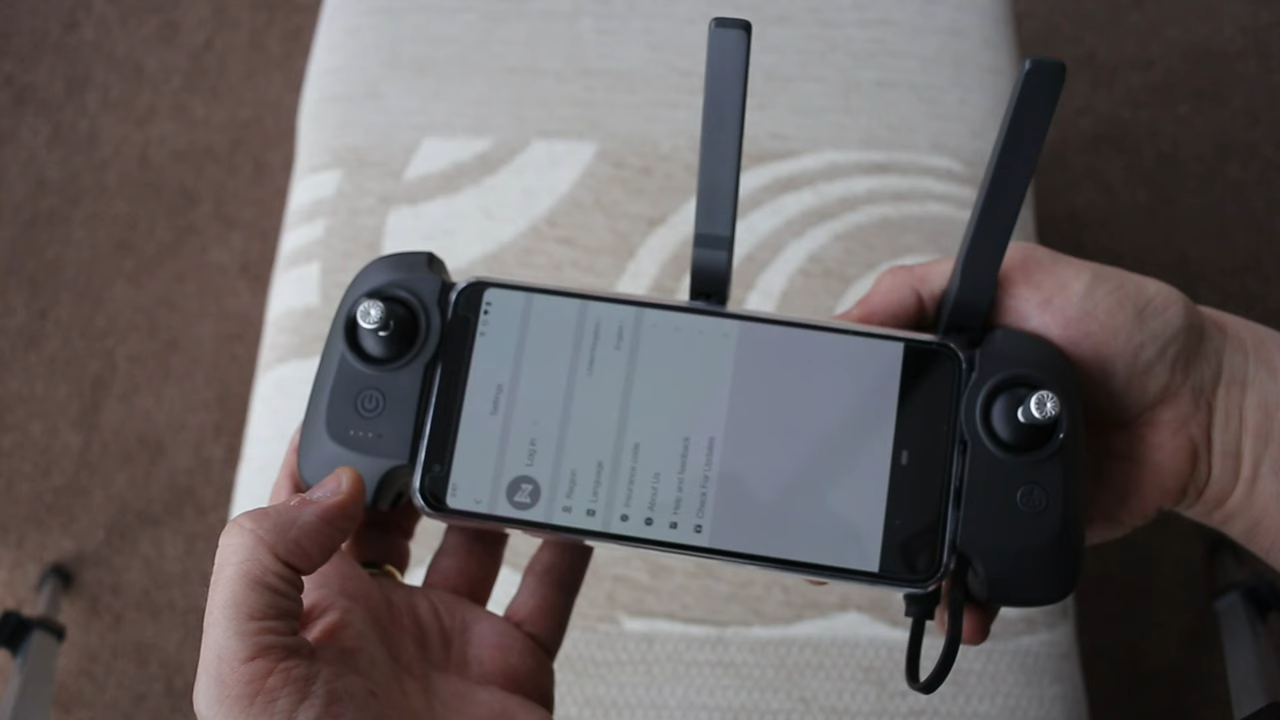 Settings
Log in
Region
Language
Insurance code
About Us
Help and feedback
Check For Updates